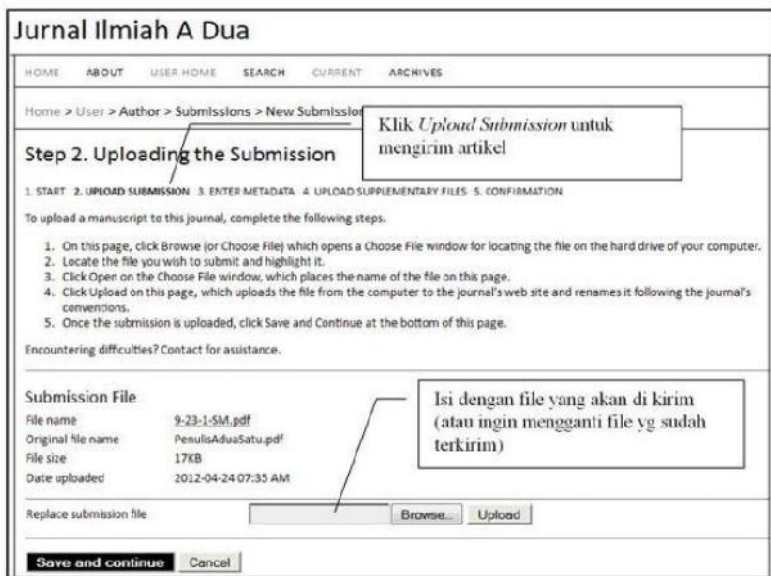 Jurnal Ilmiah A Dua
HOME ABOUT USER HOME SEARCH CURRENT ARCHIVES
Home > User > Author > Submissions > New Submission
Klik Upload Submission untuk
mengirim artikel
Step 2. Uploading the Submission
1. START 2. UPLOAD SUBMISSION 3. ENTER METADATA 4. UPLOAD SUPPLEMENTARY FILES 5. CONFIRMATION
To upload a manuscript to this journal, complete the following steps.
1. On this page, click Browse (or Choose File) which opens a Choose File window for locating the file on the hard drive of your computer.
2. Locate the file you wish to submit and highlight it.
3. Click Open on the Choose File window, which places the name of the file on this page.
4. Click Upload on this page, which uploads the file from the computer to the journal's web site and renames it following the journal's
conventions.
5. Once the submission is uploaded, click Save and Continue at the bottom of this page.
Encountering difficulties? Contact for assistance.
Submission File
File name 9-23-1-SM.pdf
Original file name PenulisAduaSatu.pdf
File size 17KB
Date uploaded 2012-04-24 07:35 AM
Isi dengan file yang akan di kirim
(atau ingin mengganti file yg sudah
terkirim)
Replace submission file Browse... Upload
Save and continue Cancel